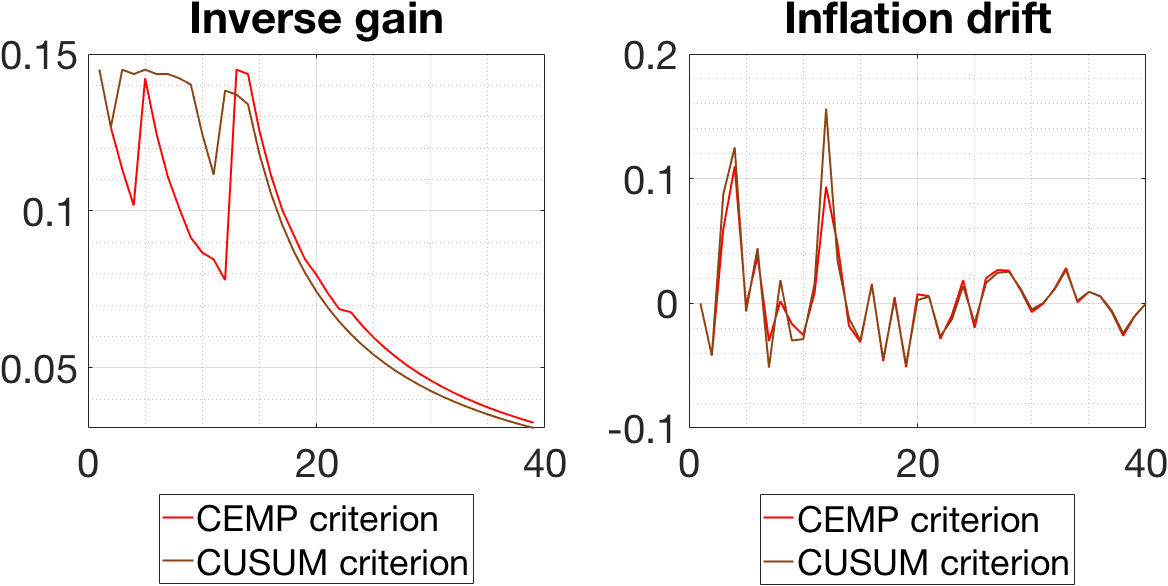 Inverse gain
0.15
0.1
0.05
0 20 40
CEMP criterion
CUSUM criterion
Inflation drift
0.2
0.1
0
-0.1
0 20 40
CEMP criterion
CUSUM criterion